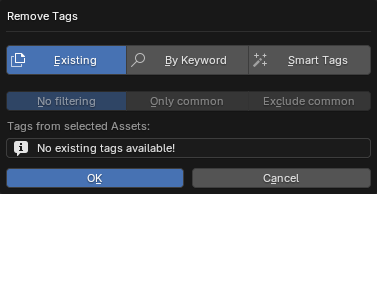 Remove Tags
Existing By Keyword Smart Tags
No filtering Only common Exclude common
Tags from selected Assets:
No existing tags available!
OK Cancel